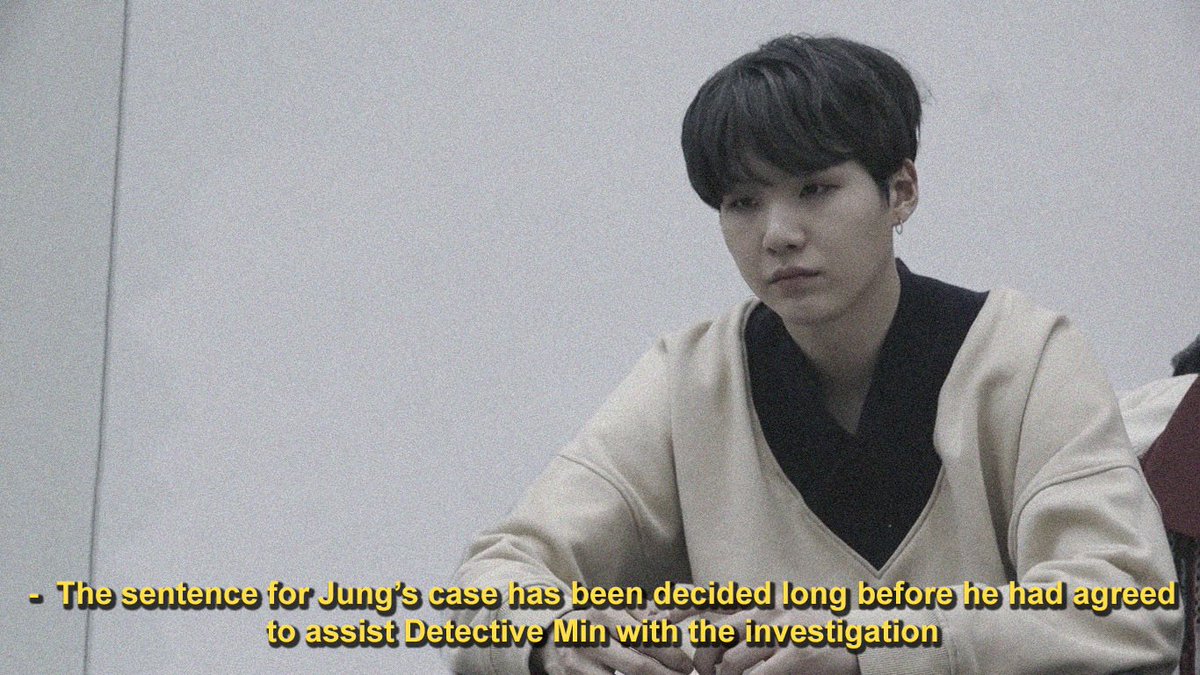 - The sentence for Jung’s case has been decided long before he had agreed
to assist Detective Min with the investigation